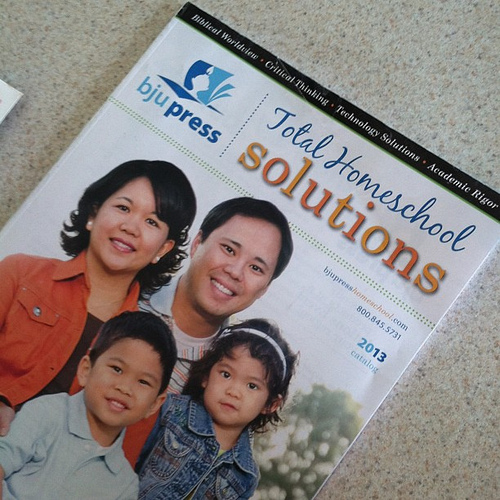 Biblical Worldview • Critical Thinking • Technology Solutions • Academic Rigor
bju press
Total Homeschool
solutions
bjupresshomeschool.com
800.845.5731
2013
catalog